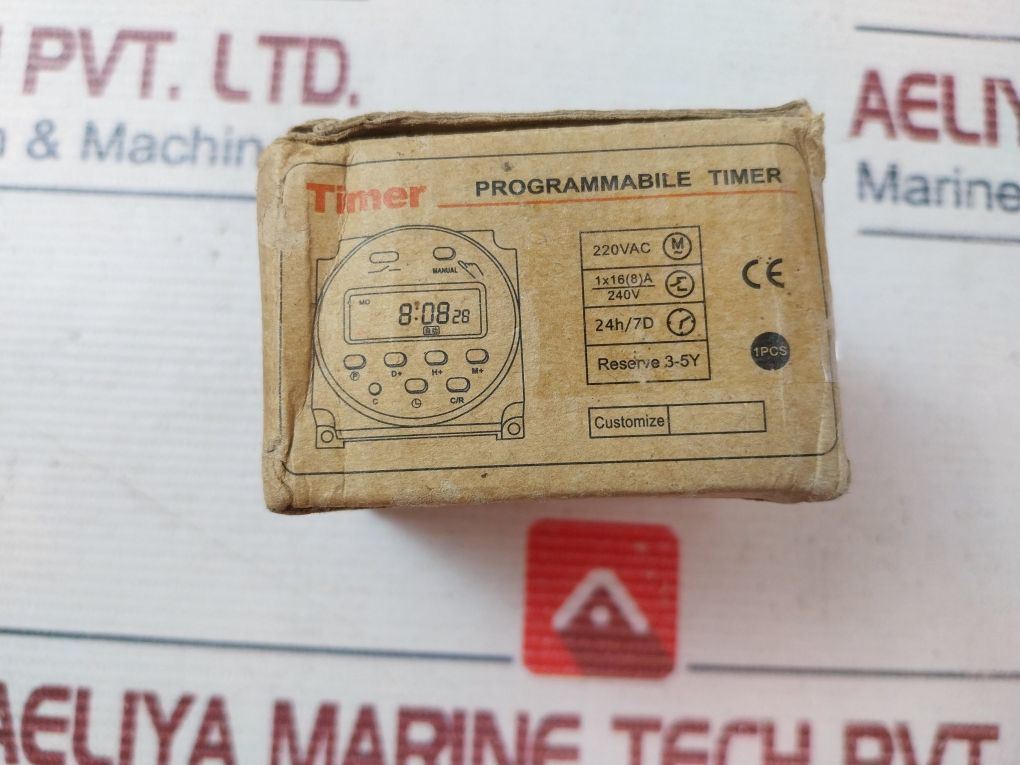 PVT. LTD.
& Machin
AELIY
Marine
Timer
PROGRAMMABILE TIMER
MANUAL
MO
8:08 28
P D+ H+ M+
C C/R
220VAC M
1x16(8)A
240V
24h/7D
Reserve 3-5Y
CE
1PCS
Customize
AELIYA MARINE TECH PVT